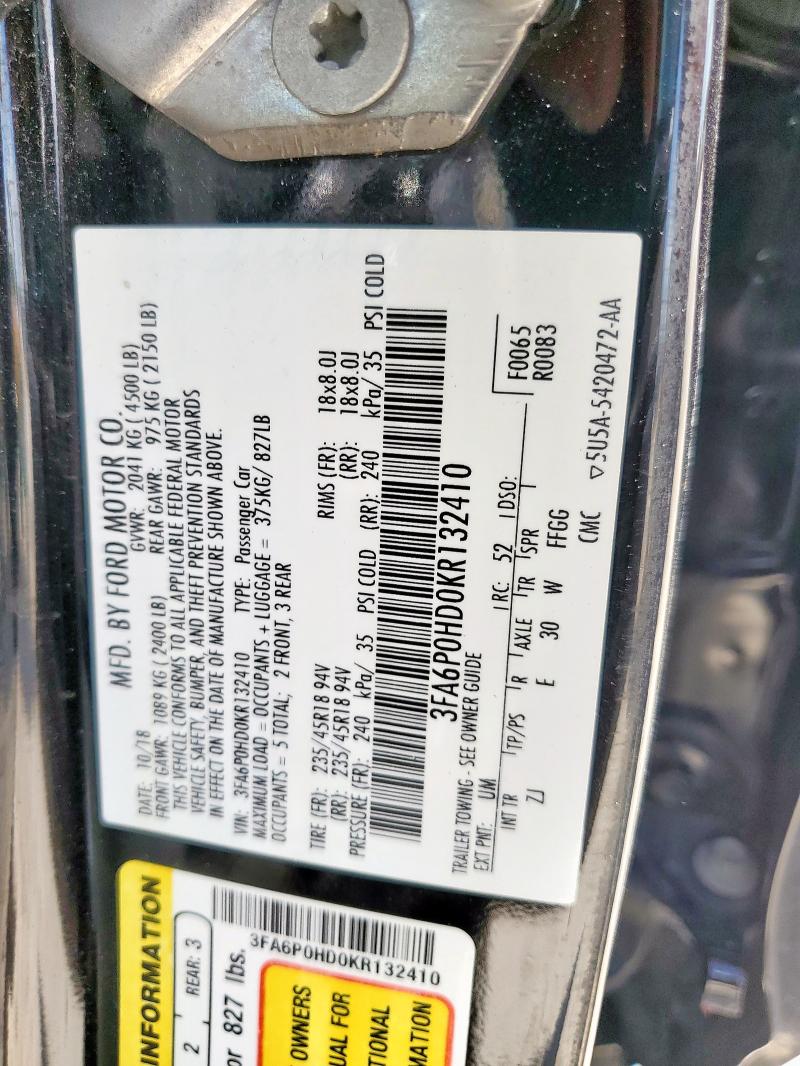 MFD. BY FORD MOTOR CO.
DATE: 10/18 GVWR: 2041 KG ( 4500 LB)
FRONT GAWR: 1089 KG ( 2400 LB) REAR GAWR: 975 KG ( 2150 LB)
THIS VEHICLE CONFORMS TO ALL APPLICABLE FEDERAL MOTOR
VEHICLE SAFETY, BUMPER, AND THEFT PREVENTION STANDARDS
IN EFFECT ON THE DATE OF MANUFACTURE SHOWN ABOVE.
VIN: 3FA6P0HD0KR132410 TYPE: Passenger Car
MAXIMUM LOAD = OCCUPANTS + LUGGAGE = 375KG/ 827LB
OCCUPANTS = 5 TOTAL; 2 FRONT, 3 REAR
TIRE (FR): 235/45R18 94V RIMS (FR): 18x8.0J
(RR): 235/45R18 94V (RR): 18x8.0J
PRESSURE (FR): 240 kPa/ 35 PSI COLD (RR): 240 kPa/ 35 PSI COLD
3FA6P0HD0KR132410
TRAILER TOWING - SEE OWNER GUIDE
EXT PNT: UM RC: 52 DSO: F0065
R0083
INT TR TP/PS R AXLE TR SPR
ZJ E 30 W FFGG
CMC ▽5U5A-5420472-AA
INFORMATION
2 REAR: 3
or 827 lbs.
3FA6P0HD0KR132410
OWNERS
UAL FOR
TIONAL
MATION